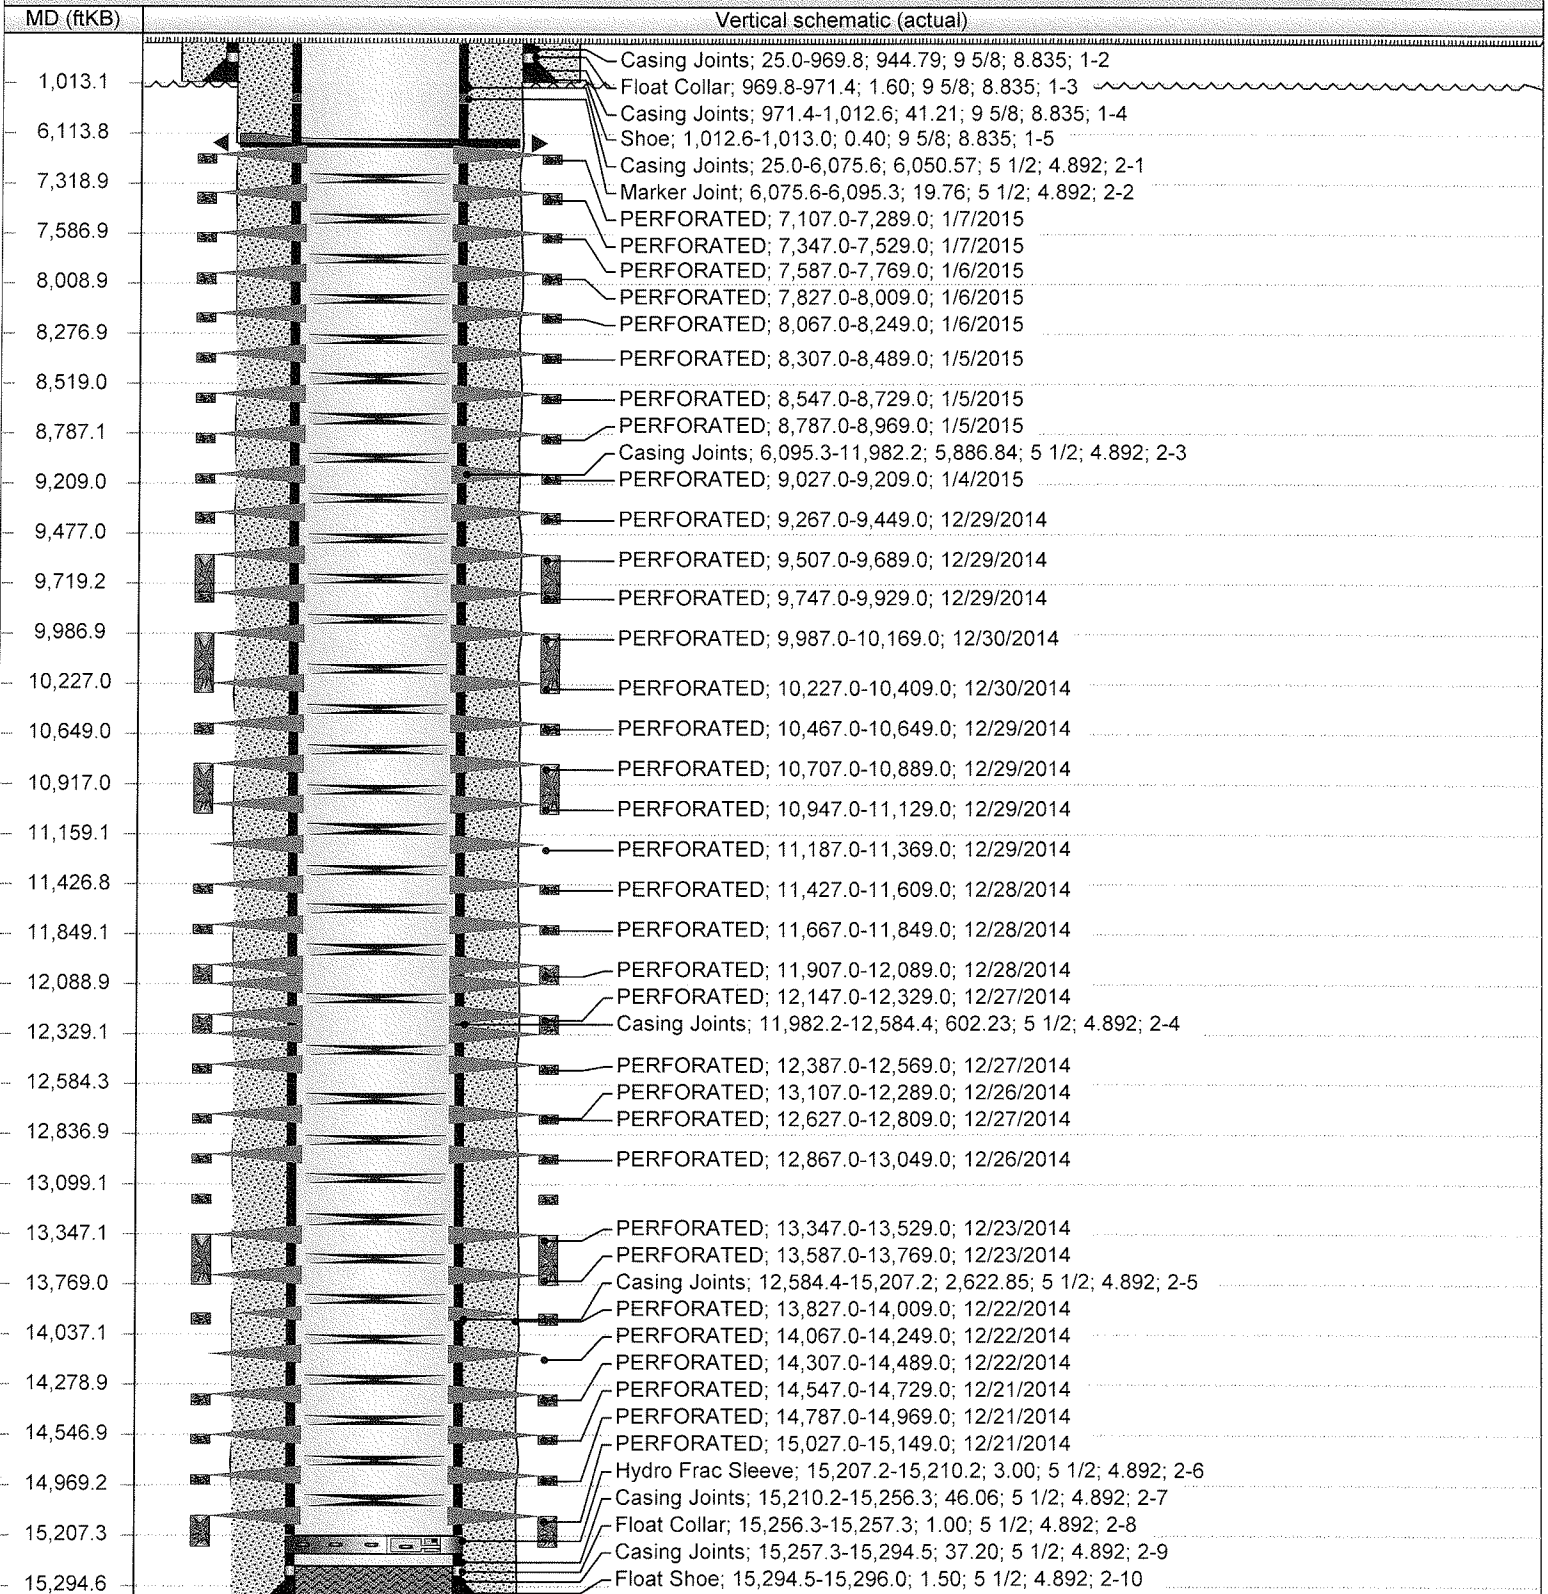 MD (ftKB)
Vertical schematic (actual)
Casing Joints; 25.0-969.8; 944.79; 9 5/8; 8.835; 1-2
1,013.1
Float Collar; 969.8-971.4; 1.60; 9 5/8; 8.835; 1-3
Casing Joints; 971.4-1,012.6; 41.21; 9 5/8; 8.835; 1-4
6,113.8
Shoe; 1,012.6-1,013.0; 0.40; 9 5/8; 8.835; 1-5
Casing Joints; 25.0-6,075.6; 6,050.57; 5 1/2; 4.892; 2-1
7,318.9
Marker Joint; 6,075.6-6,095.3; 19.76; 5 1/2; 4.892; 2-2
PERFORATED; 7,107.0-7,289.0; 1/7/2015
7,586.9
PERFORATED; 7,347.0-7,529.0; 1/7/2015
PERFORATED; 7,587.0-7,769.0; 1/6/2015
8,008.9
PERFORATED; 7,827.0-8,009.0; 1/6/2015
PERFORATED; 8,067.0-8,249.0; 1/6/2015
8,276.9
PERFORATED; 8,307.0-8,489.0; 1/5/2015
8,519.0
PERFORATED; 8,547.0-8,729.0; 1/5/2015
8,787.1
PERFORATED; 8,787.0-8,969.0; 1/5/2015
Casing Joints; 6,095.3-11,982.2; 5,886.84; 5 1/2; 4.892; 2-3
9,209.0
PERFORATED; 9,027.0-9,209.0; 1/4/2015
PERFORATED; 9,267.0-9,449.0; 12/29/2014
9,477.0
PERFORATED; 9,507.0-9,689.0; 12/29/2014
9,719.2
PERFORATED; 9,747.0-9,929.0; 12/29/2014
9,986.9
PERFORATED; 9,987.0-10,169.0; 12/30/2014
10,227.0
PERFORATED; 10,227.0-10,409.0; 12/30/2014
10,649.0
PERFORATED; 10,467.0-10,649.0; 12/29/2014
PERFORATED; 10,707.0-10,889.0; 12/29/2014
10,917.0
PERFORATED; 10,947.0-11,129.0; 12/29/2014
11,159.1
PERFORATED; 11,187.0-11,369.0; 12/29/2014
11,426.8
PERFORATED; 11,427.0-11,609.0; 12/28/2014
11,849.1
PERFORATED; 11,667.0-11,849.0; 12/28/2014
PERFORATED; 11,907.0-12,089.0; 12/28/2014
12,088.9
PERFORATED; 12,147.0-12,329.0; 12/27/2014
Casing Joints; 11,982.2-12,584.4; 602.23; 5 1/2; 4.892; 2-4
12,329.1
PERFORATED; 12,387.0-12,569.0; 12/27/2014
12,584.3
PERFORATED; 13,107.0-12,289.0; 12/26/2014
PERFORATED; 12,627.0-12,809.0; 12/27/2014
12,836.9
PERFORATED; 12,867.0-13,049.0; 12/26/2014
13,099.1
PERFORATED; 13,347.0-13,529.0; 12/23/2014
13,347.1
PERFORATED; 13,587.0-13,769.0; 12/23/2014
13,769.0
Casing Joints; 12,584.4-15,207.2; 2,622.85; 5 1/2; 4.892; 2-5
PERFORATED; 13,827.0-14,009.0; 12/22/2014
14,037.1
PERFORATED; 14,067.0-14,249.0; 12/22/2014
PERFORATED; 14,307.0-14,489.0; 12/22/2014
14,278.9
PERFORATED; 14,547.0-14,729.0; 12/21/2014
PERFORATED; 14,787.0-14,969.0; 12/21/2014
14,546.9
PERFORATED; 15,027.0-15,149.0; 12/21/2014
Hydro Frac Sleeve; 15,207.2-15,210.2; 3.00; 5 1/2; 4.892; 2-6
14,969.2
Casing Joints; 15,210.2-15,256.3; 46.06; 5 1/2; 4.892; 2-7
Float Collar; 15,256.3-15,257.3; 1.00; 5 1/2; 4.892; 2-8
15,207.3
Casing Joints; 15,257.3-15,294.5; 37.20; 5 1/2; 4.892; 2-9
Float Shoe; 15,294.5-15,296.0; 1.50; 5 1/2; 4.892; 2-10
15,294.6